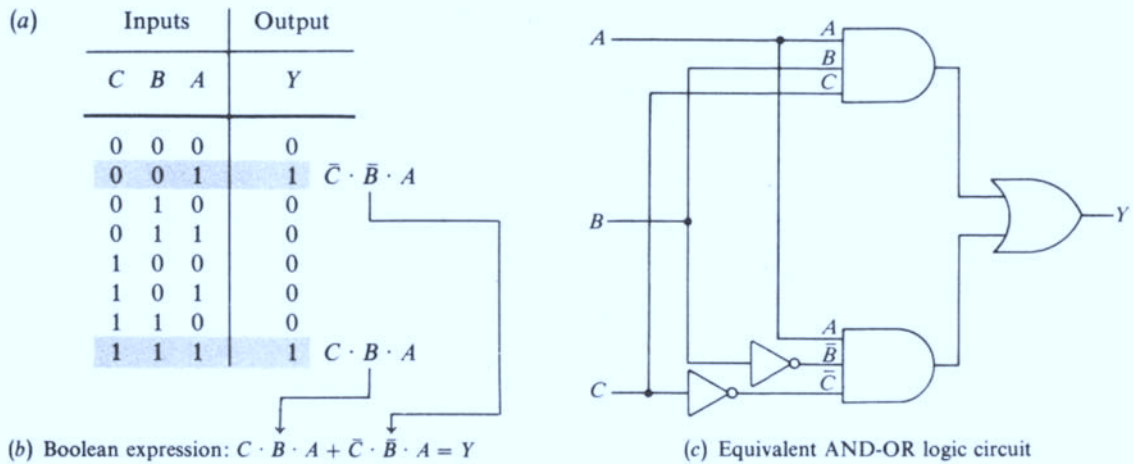 (a) Inputs Output
C B A Y
0 0 0 0
0 0 1 1 C̄ · B̄ · A
0 1 0 0
0 1 1 0
1 0 0 0
1 0 1 0
1 1 0 0
1 1 1 1 C · B · A
(b) Boolean expression: C · B · A + C̄ · B̄ · A = Y
A
B
C
A
B
C
A
B̄
C̄
Y
(c) Equivalent AND-OR logic circuit